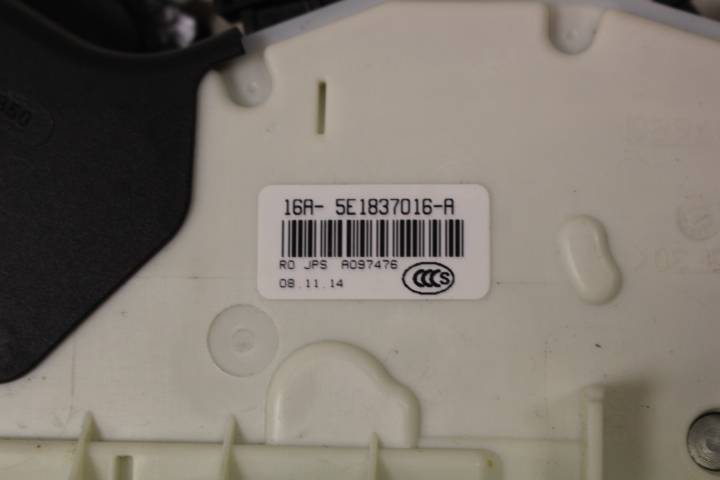 16A- 5E1837016-A
RO JPS A097476
08.11.14
CCC S